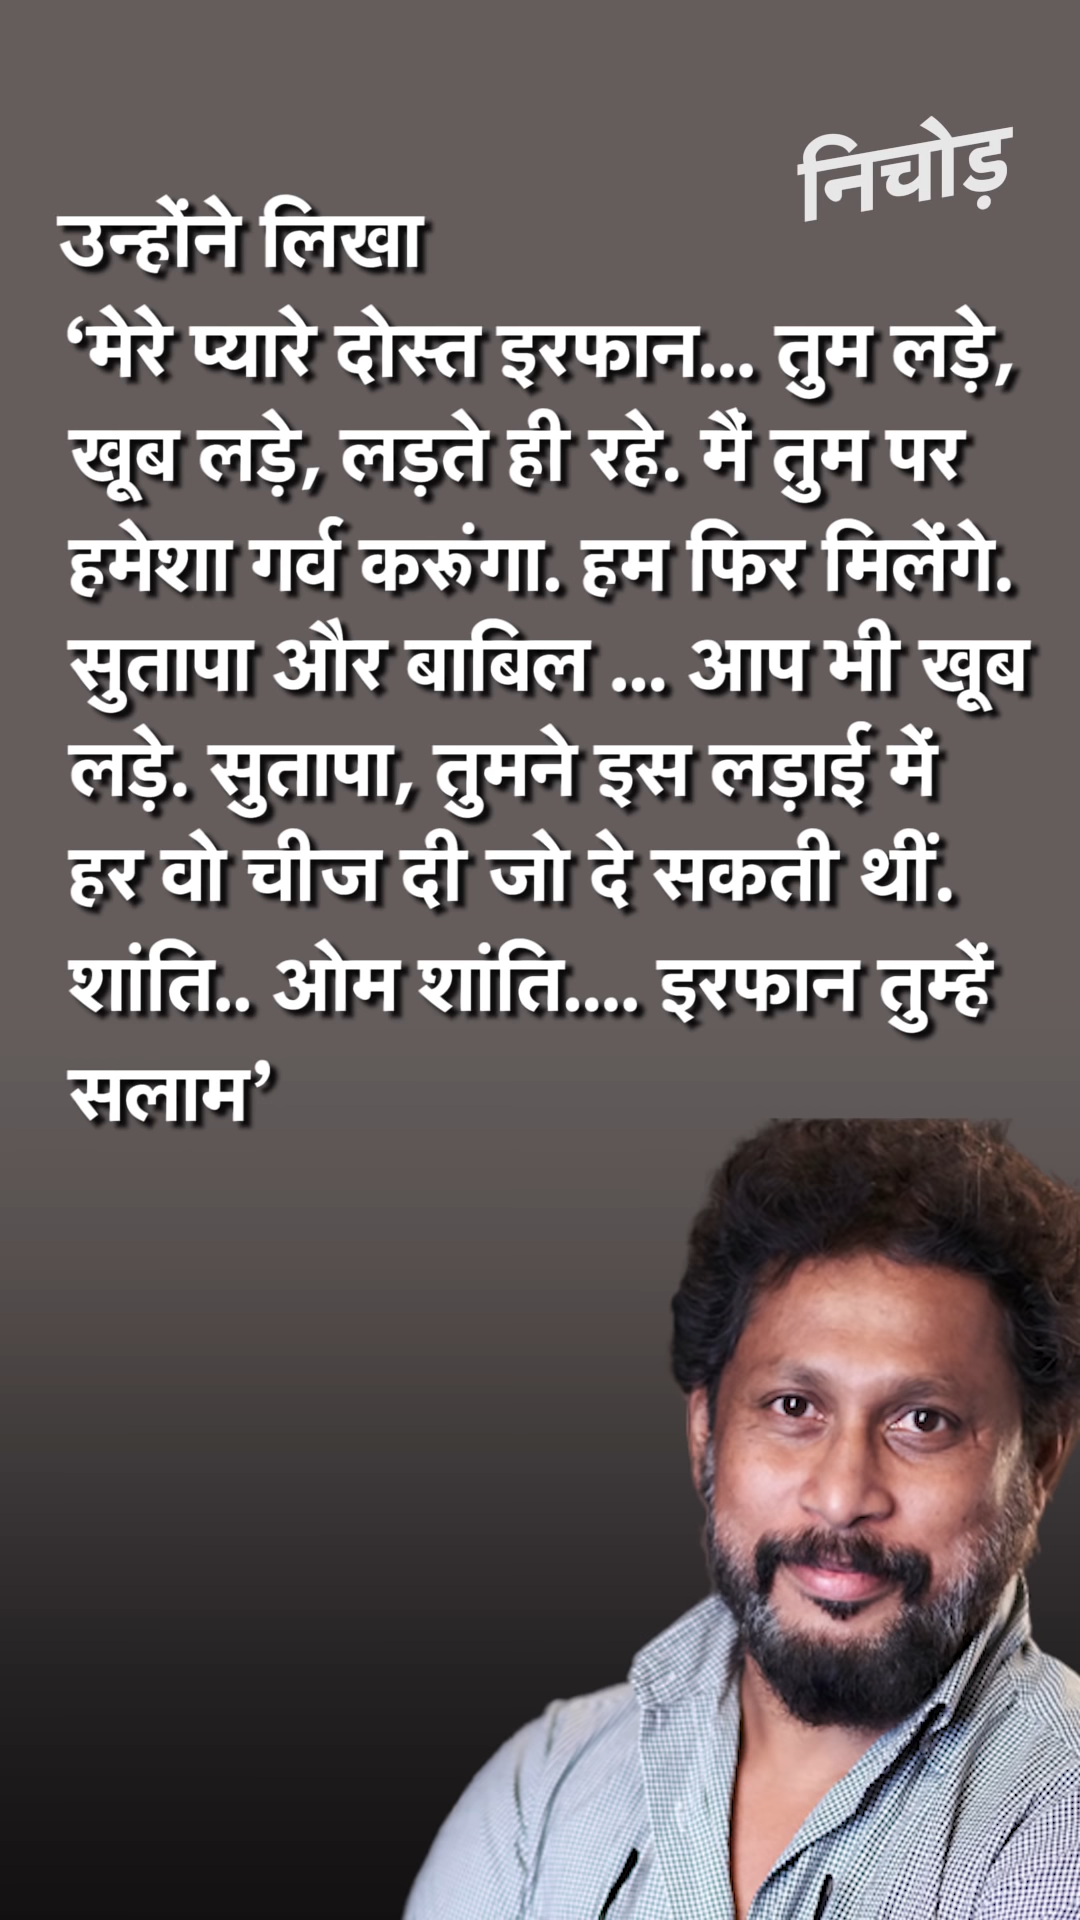 निचोड़
उन्होंने लिखा
‘मेरे प्यारे दोस्त इरफान... तुम लड़े,
खूब लड़े, लड़ते ही रहे. मैं तुम पर
हमेशा गर्व करूंगा. हम फिर मिलेंगे.
सुतापा और बाबिल ... आप भी खूब
लड़े. सुतापा, तुमने इस लड़ाई में
हर वो चीज दी जो दे सकती थीं.
शांति.. ओम शांति.... इरफान तुम्हें
सलाम’